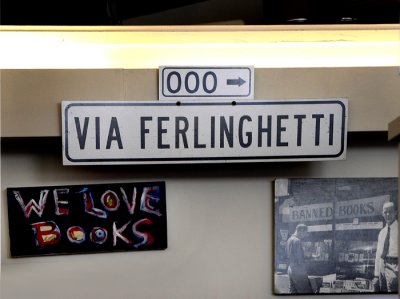 000 →
VIA FERLINGHETTI
WE LOVE
BOOKS
BANNED BOOKS